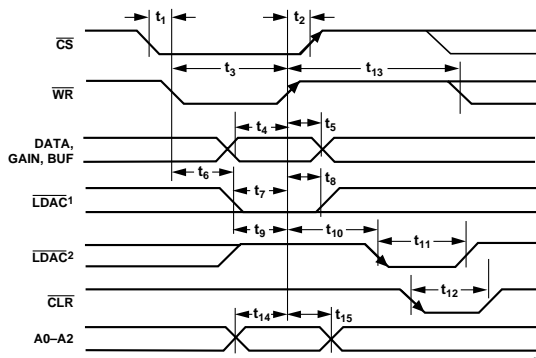 t1
t2
CS
t3
t13
WR
t4
t5
DATA,
GAIN, BUF
t6
t7
t8
LDAC1
t9
t10
LDAC2
t11
CLR
t12
t14
t15
A0–A2